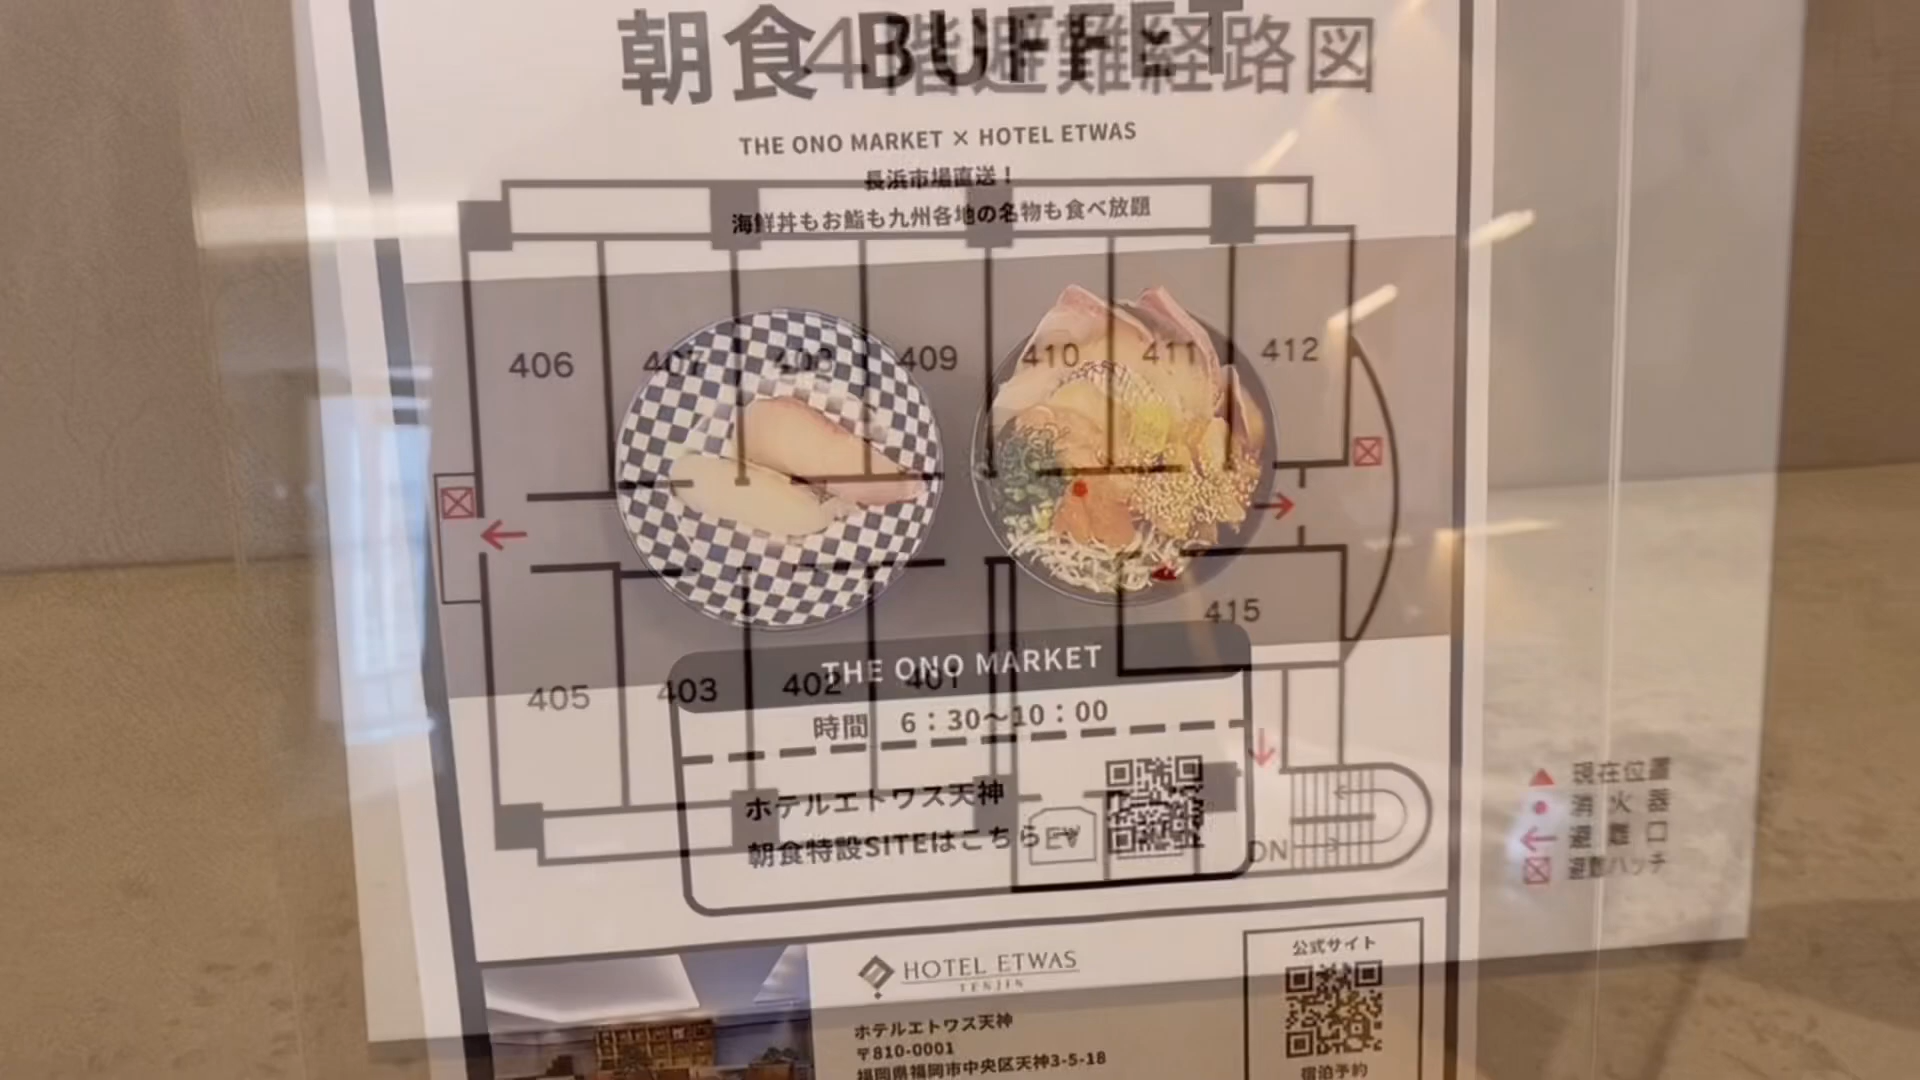 朝食 BUFFET
4階避難経路図
THE ONO MARKET × HOTEL ETWAS
長浜市場直送！
海鮮丼もお鮨も九州各地の名物も食べ放題
406 407 408 409 410 411 412
415
405 403 402 401
THE ONO MARKET
時間 6：30〜10：00
ホテルエトワス天神
朝食特設SITEはこちら→
EV
DN
現在位置
消火器
避難口
避難ハッチ
HOTEL ETWAS
TENJIN
ホテルエトワス天神
〒810-0001
福岡県福岡市中央区天神3-5-18
公式サイト
宿泊予約